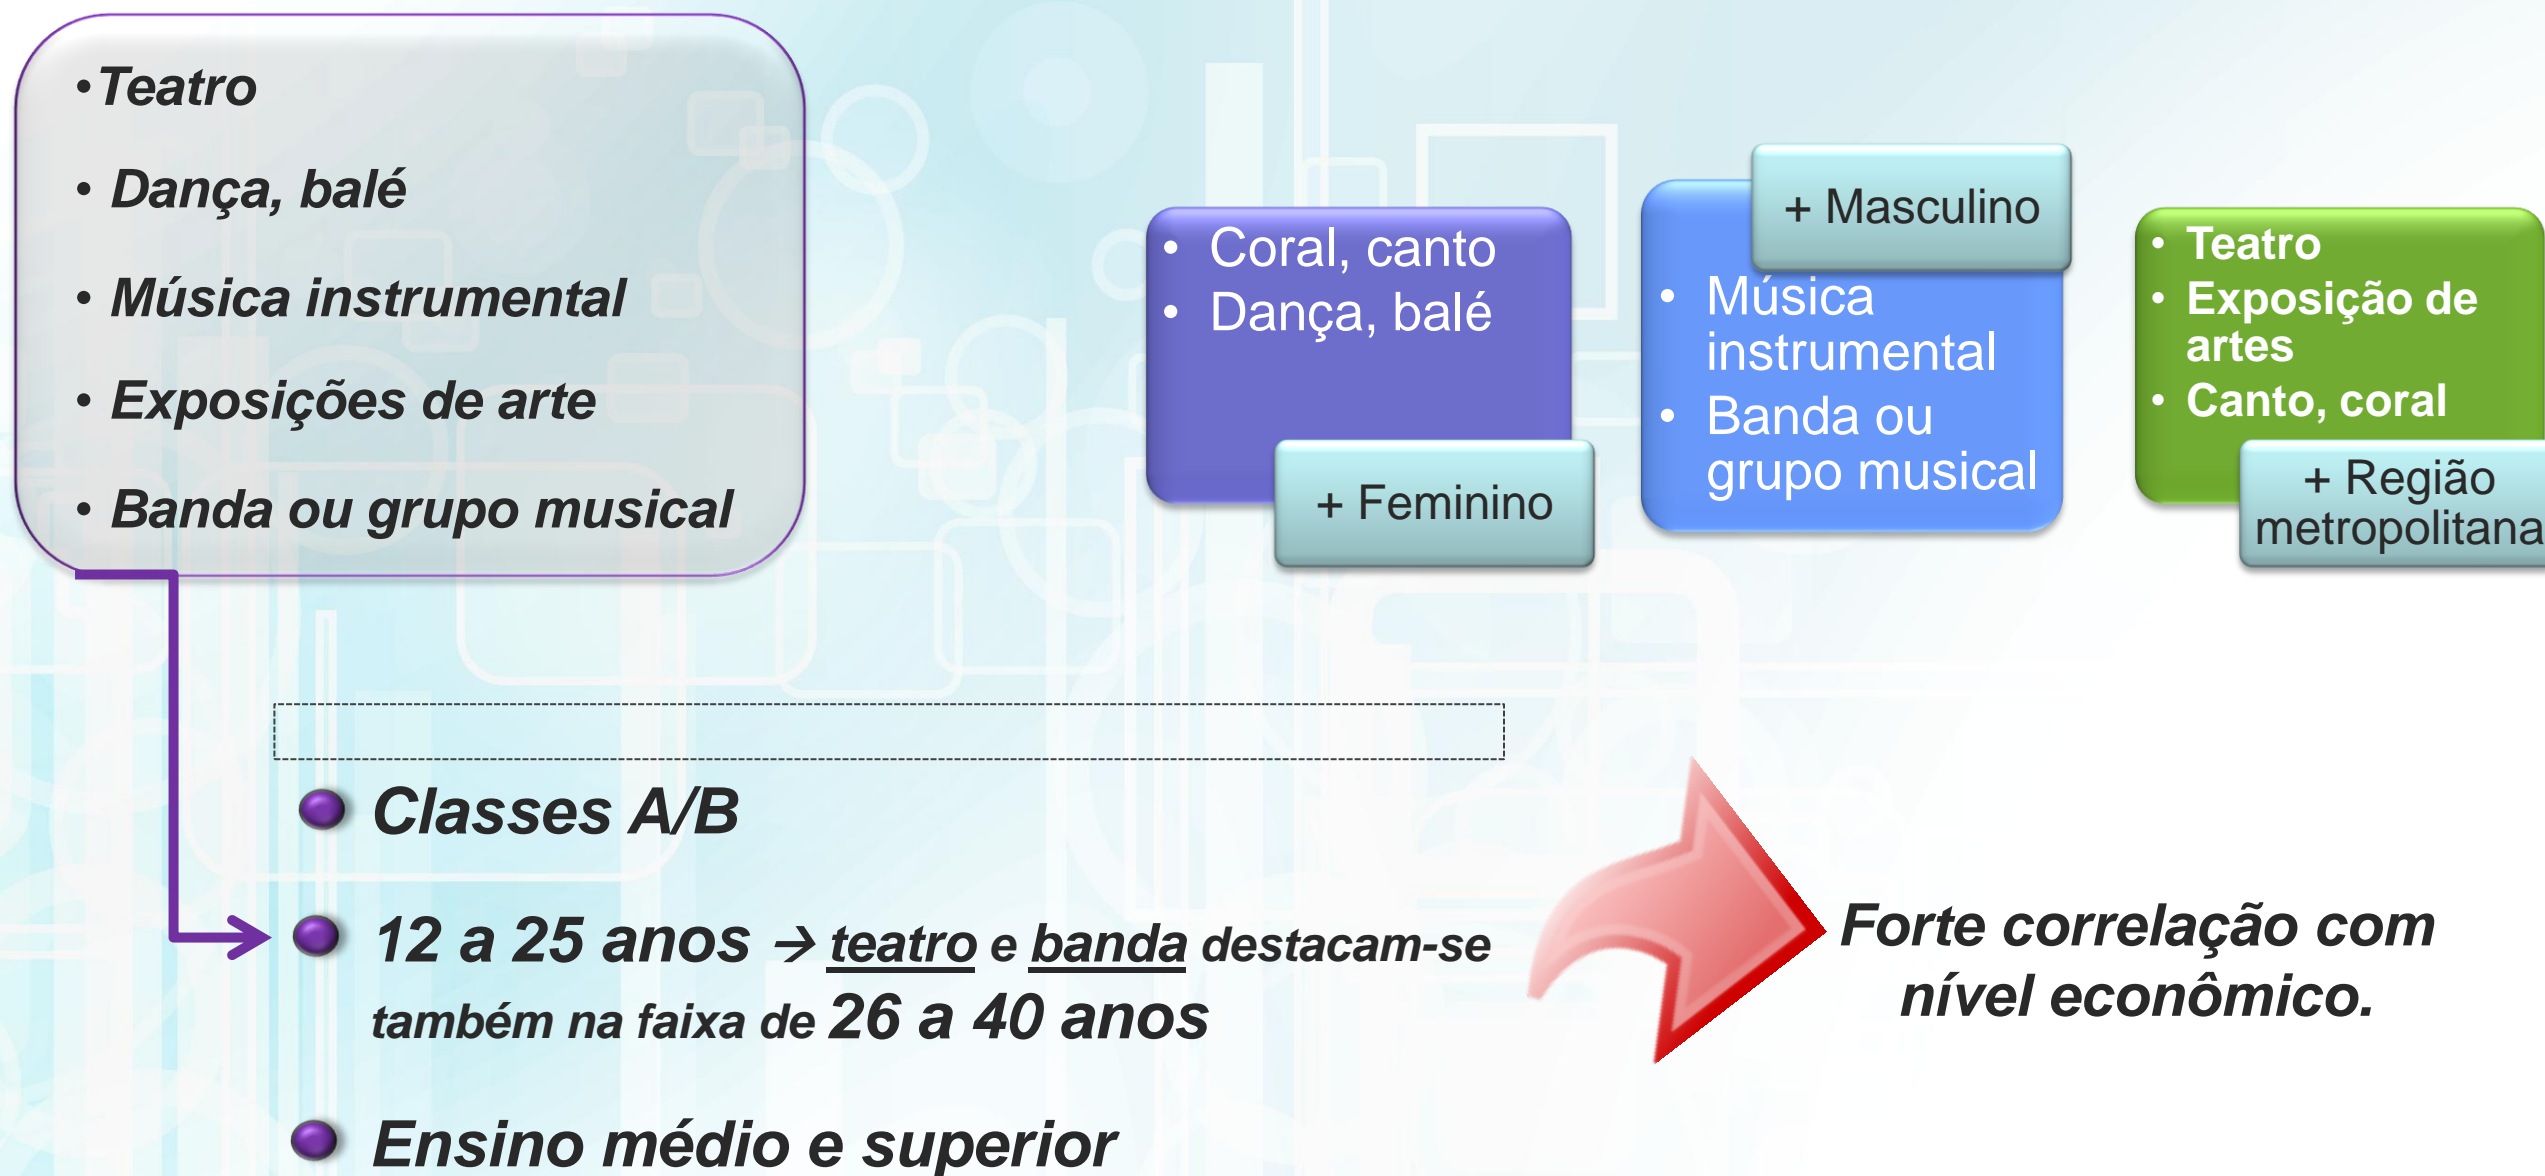 •Teatro
• Dança, balé
• Música instrumental
• Exposições de arte
• Banda ou grupo musical
• Coral, canto
• Dança, balé
+ Feminino
+ Masculino
• Música
instrumental
• Banda ou
grupo musical
• Teatro
• Exposição de
artes
• Canto, coral
+ Região
metropolitana
Classes A/B
12 a 25 anos → teatro e banda destacam-se
também na faixa de 26 a 40 anos
Ensino médio e superior
Forte correlação com
nível econômico.